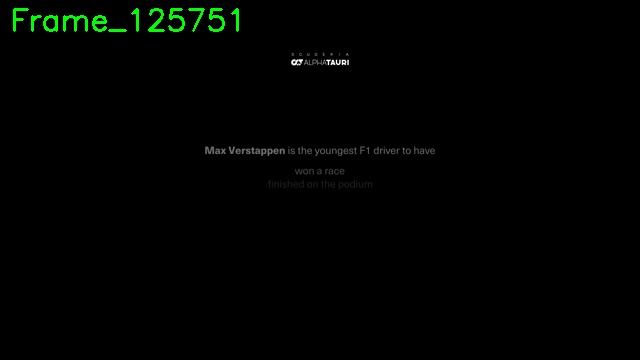 Frame_125751
SCUDERIA
ALPHATAURI
Max Verstappen is the youngest F1 driver to have
won a race
finished on the podium